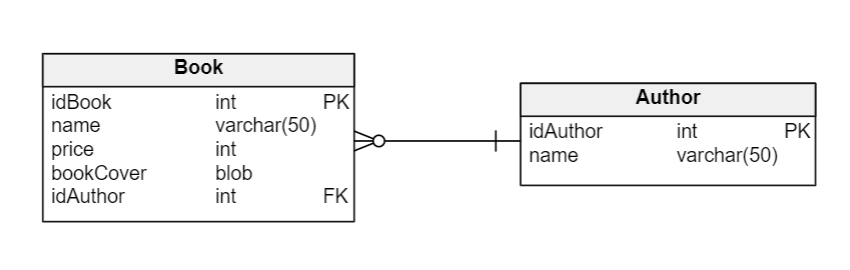 Book
idBook int PK
name varchar(50)
price int
bookCover blob
idAuthor int FK
Author
idAuthor int PK
name varchar(50)